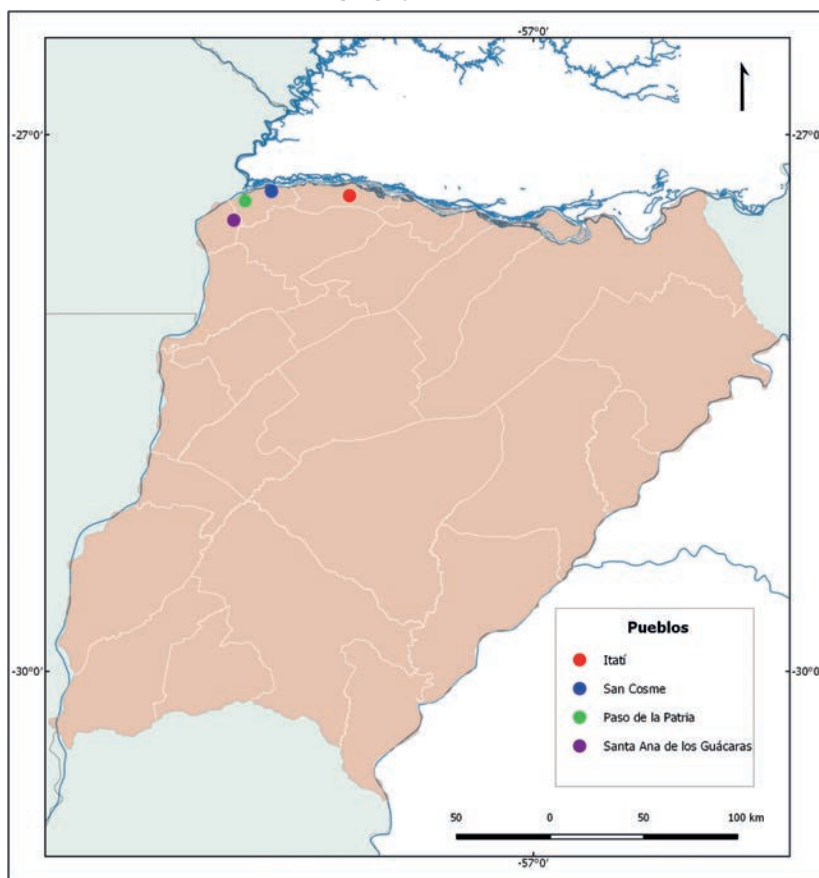 -57°0'
-27°0'
-27°0'
Pueblos
Itatí
San Cosme
Paso de la Patria
Santa Ana de los Guácaras
-30°0'
-30°0'
50 0 50 100 km
-57°0'